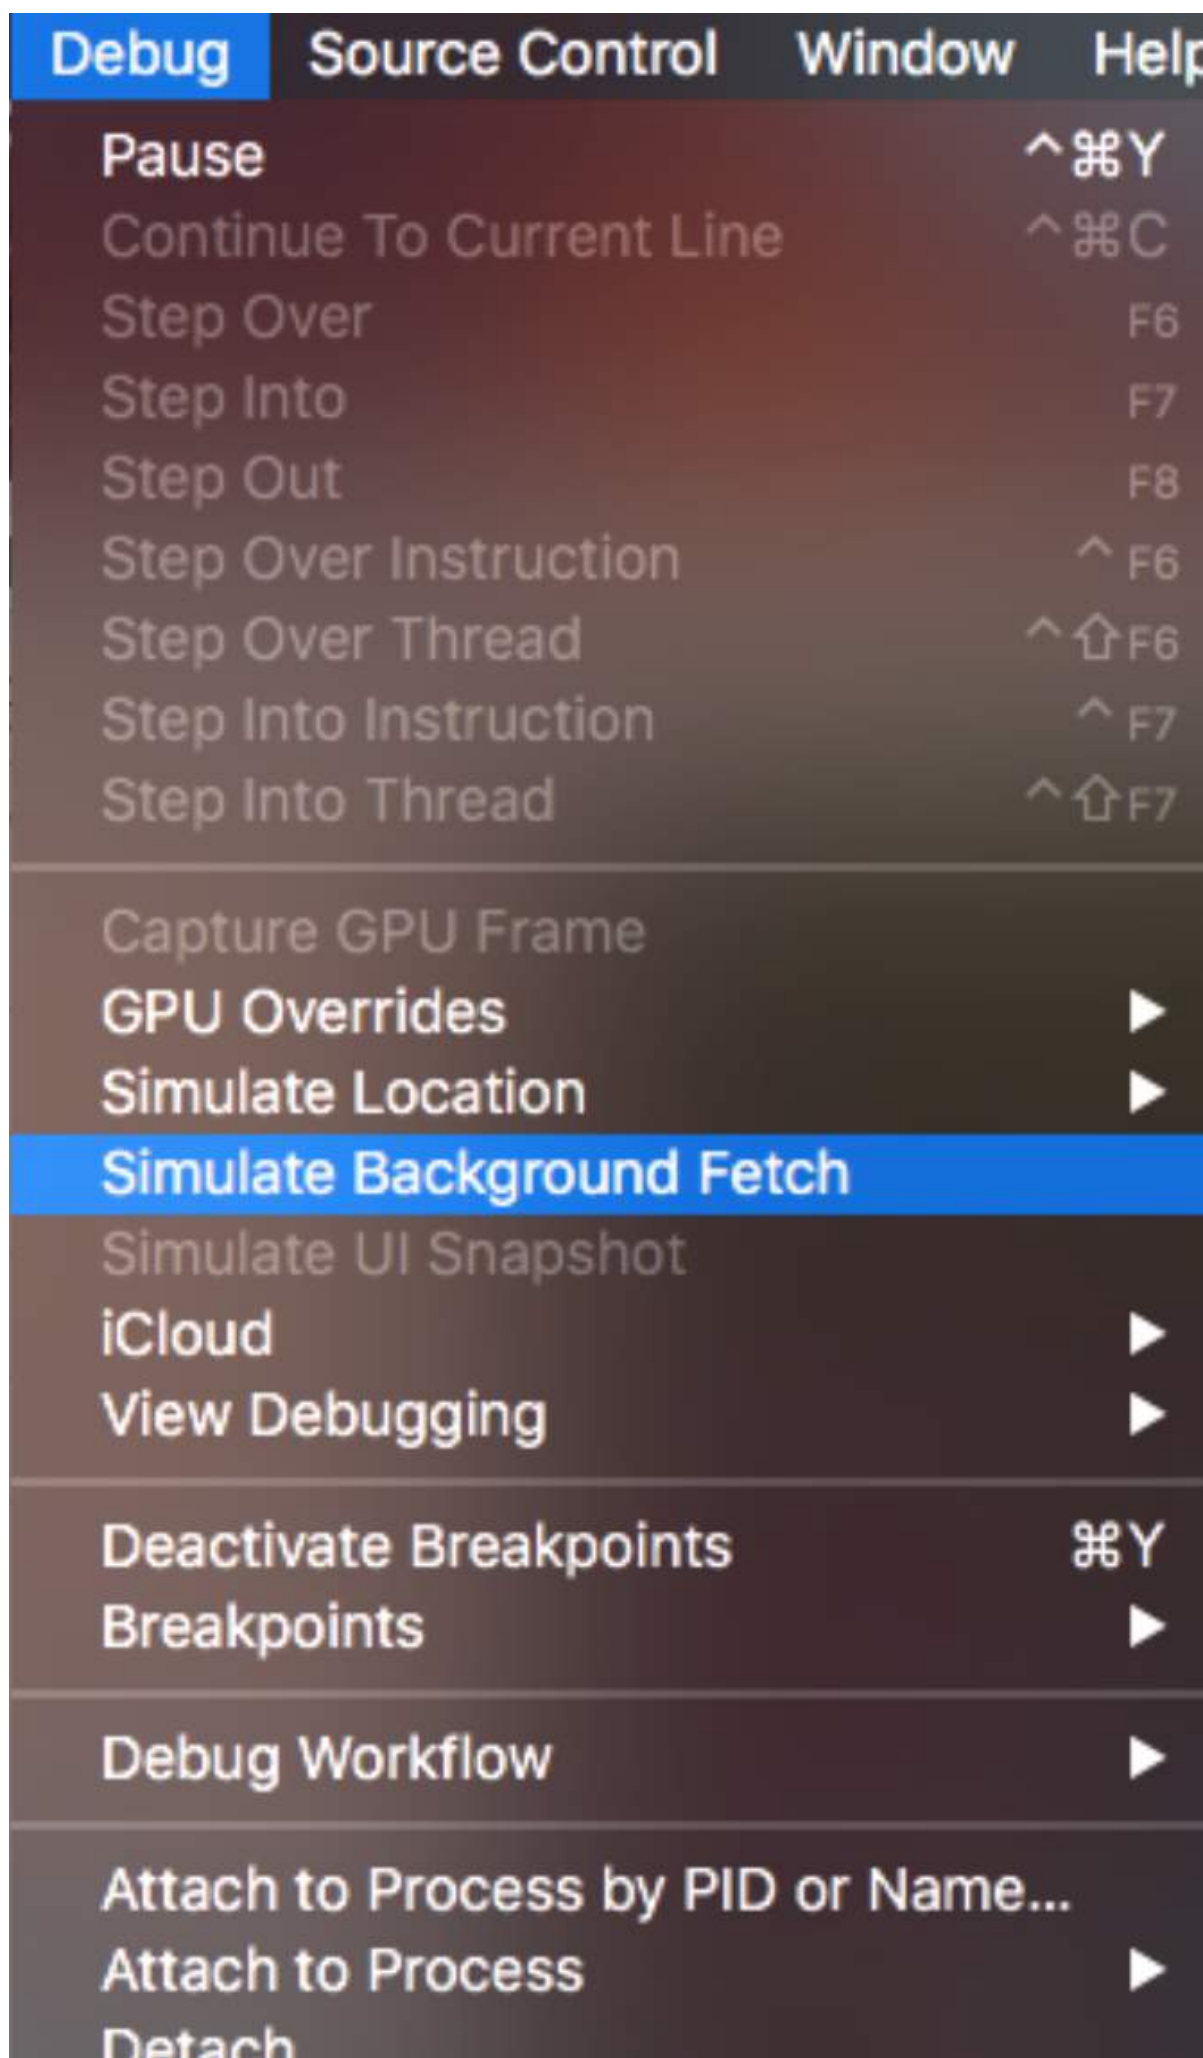 Debug Source Control Window Help
Pause ^⌘Y
Continue To Current Line ^⌘C
Step Over F6
Step Into F7
Step Out F8
Step Over Instruction ^F6
Step Over Thread ^⇧F6
Step Into Instruction ^F7
Step Into Thread ^⇧F7
Capture GPU Frame
GPU Overrides ▶
Simulate Location ▶
Simulate Background Fetch
Simulate UI Snapshot
iCloud ▶
View Debugging ▶
Deactivate Breakpoints ⌘Y
Breakpoints ▶
Debug Workflow ▶
Attach to Process by PID or Name...
Attach to Process ▶
Detach